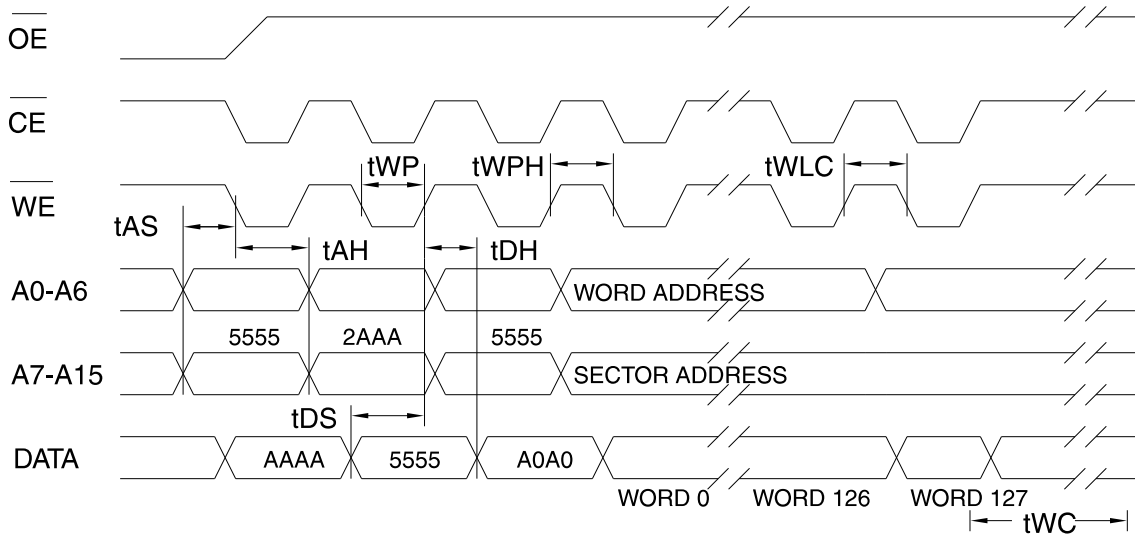 OE
CE
tWP
tWPH
tWLC
WE
tAS
tAH
tDH
A0-A6
WORD ADDRESS
5555
2AAA
5555
A7-A15
SECTOR ADDRESS
tDS
DATA
AAAA
5555
A0A0
WORD 0
WORD 126
WORD 127
tWC